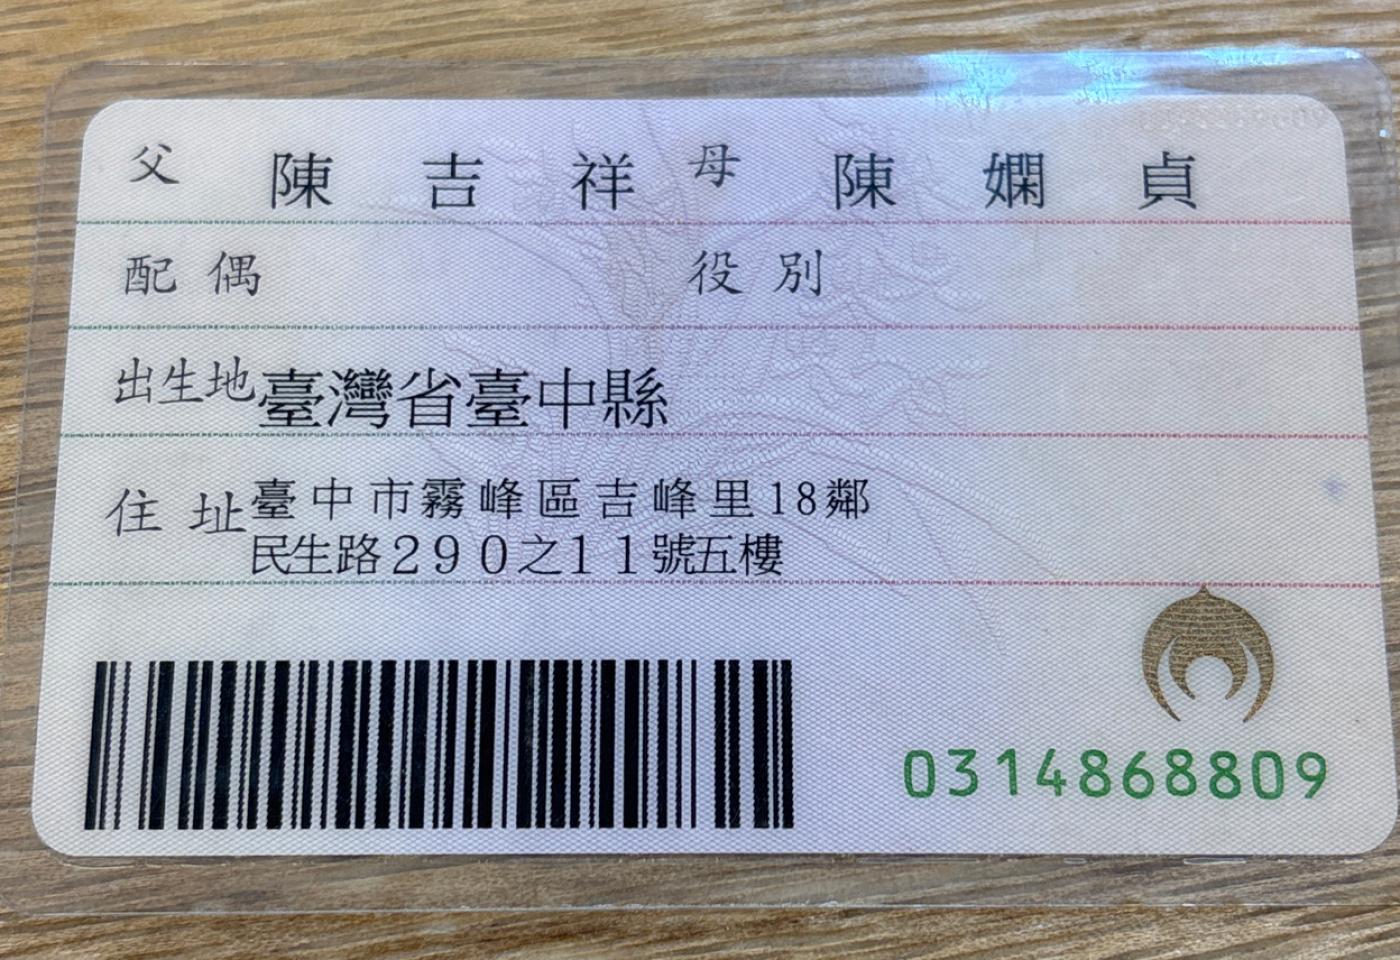 父 陳吉祥 母 陳嫻貞
配偶 役別
出生地 臺灣省臺中縣
住址 臺中市霧峰區吉峰里18鄰
民生路290之11號五樓
0314868809